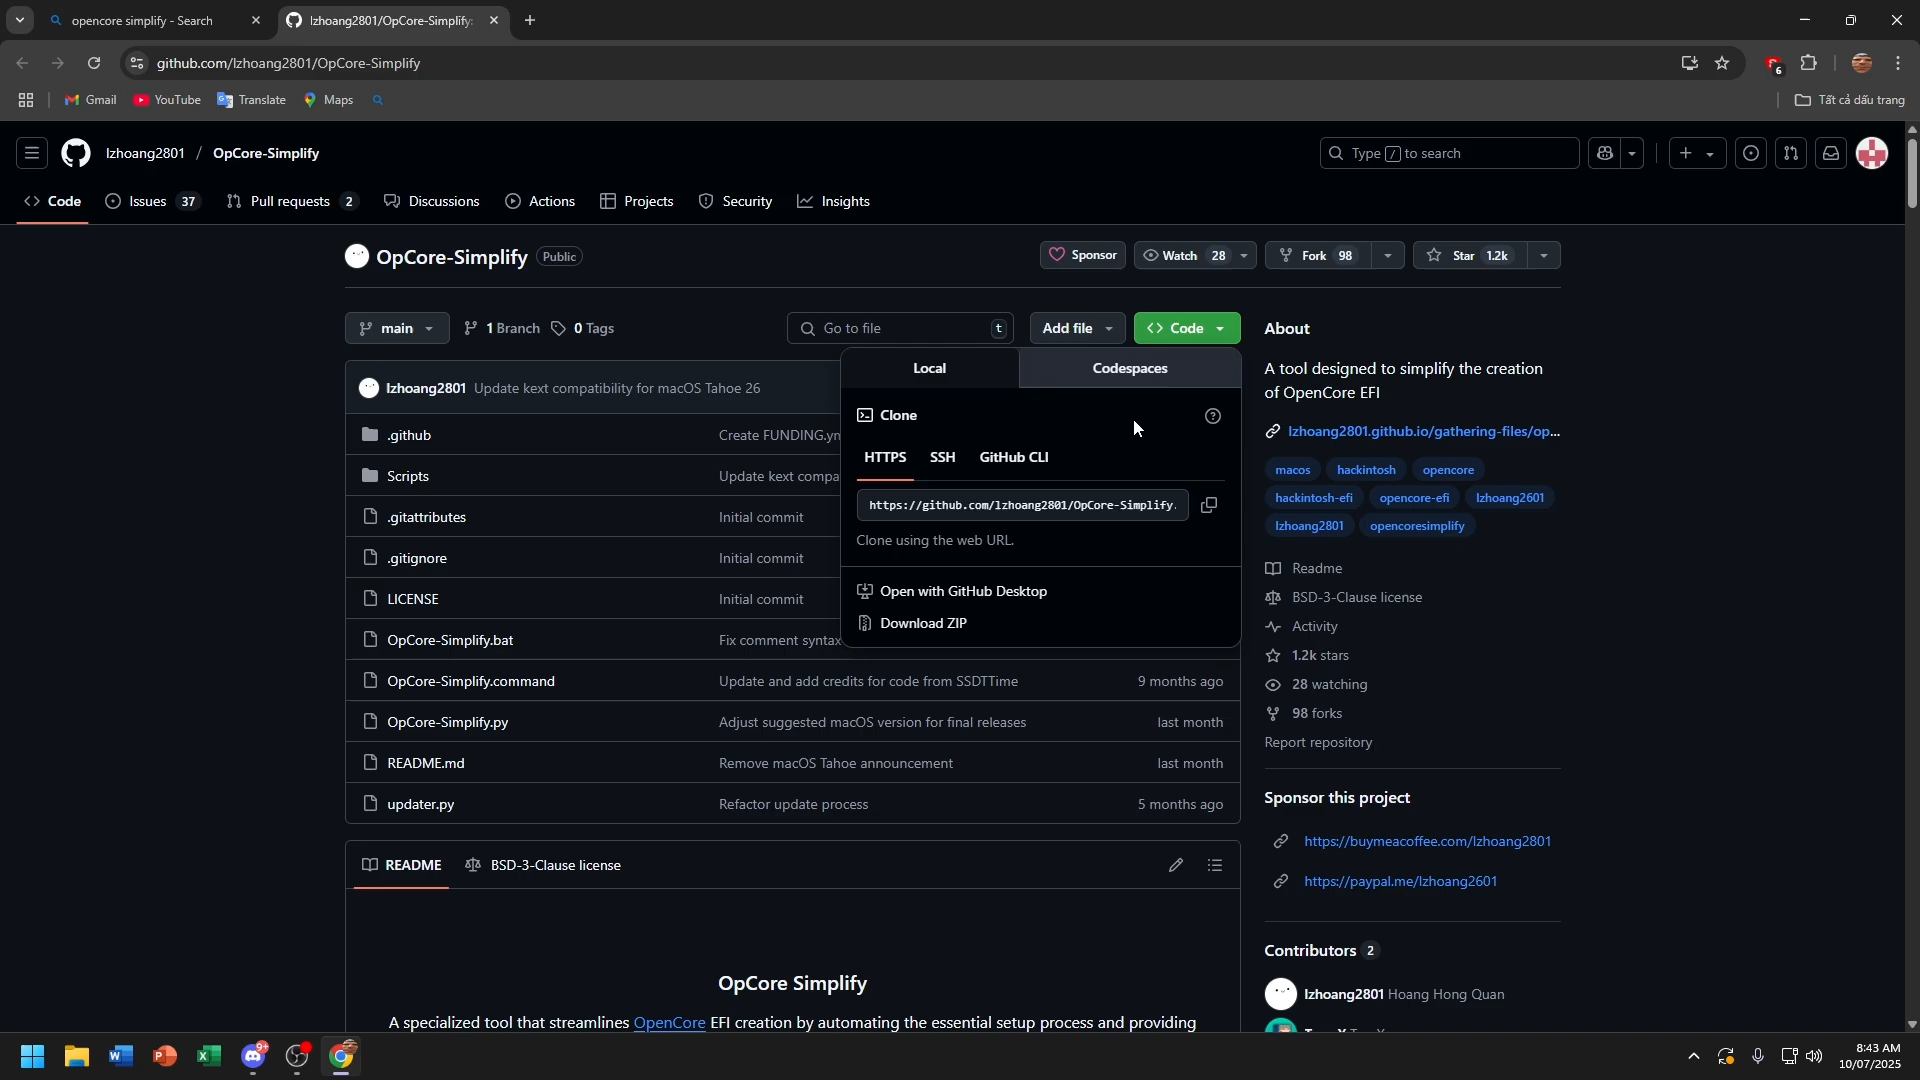 opencore simplify - Search
lzhoang2801/OpCore-Simplify:
github.com/lzhoang2801/OpCore-Simplify
6
Gmail
YouTube
Translate
Maps
Tất cả dấu trang
lzhoang2801 / OpCore-Simplify
Type / to search
Code
Issues 37
Pull requests 2
Discussions
Actions
Projects
Security
Insights
OpCore-Simplify Public
Sponsor
Watch 28
Fork 98
Star 1.2k
main
1 Branch
0 Tags
Go to file t
Add file
Code
Local
Codespaces
Clone
HTTPS
SSH
GitHub CLI
https://github.com/lzhoang2801/OpCore-Simplify.
Clone using the web URL.
Open with GitHub Desktop
Download ZIP
lzhoang2801 Update kext compatibility for macOS Tahoe 26
.github Create FUNDING.ym
Scripts Update kext compa
.gitattributes Initial commit
.gitignore Initial commit
LICENSE Initial commit
OpCore-Simplify.bat Fix comment syntax
OpCore-Simplify.command Update and add credits for code from SSDTTime 9 months ago
OpCore-Simplify.py Adjust suggested macOS version for final releases last month
README.md Remove macOS Tahoe announcement last month
updater.py Refactor update process 5 months ago
README
BSD-3-Clause license
OpCore Simplify
A specialized tool that streamlines OpenCore EFI creation by automating the essential setup process and providing
About
A tool designed to simplify the creation
of OpenCore EFI
lzhoang2801.github.io/gathering-files/op...
macos hackintosh opencore
hackintosh-efi opencore-efi lzhoang2601
lzhoang2801 opencoresimplify
Readme
BSD-3-Clause license
Activity
1.2k stars
28 watching
98 forks
Report repository
Sponsor this project
https://buymeacoffee.com/lzhoang2801
https://paypal.me/lzhoang2601
Contributors 2
lzhoang2801 Hoang Hong Quan
9+
8:43 AM
10/07/2025